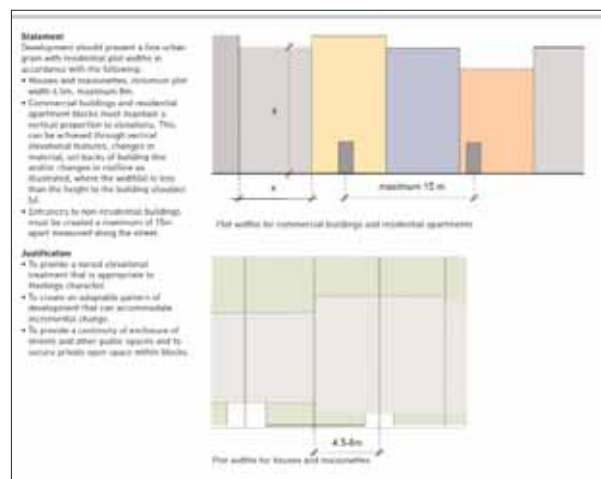 Statement
Development should present a fine urban
grain with residential plot widths in
accordance with the following:
• Houses and maisonettes, minimum plot
width 4.5m, maximum 8m.
• Commercial buildings and residential
apartment blocks must maintain a
vertical proportion to elevations. This
can be achieved through vertical
elevational features, changes in
material, set backs of building line
and/or changes in roofline as
illustrated, where the width(a) is less
than the height to the building shoulder
(b).
• Entrances to non-residential buildings
must be created a maximum of 15m
apart measured along the street.
Justification
• To provide a varied elevational
treatment that is appropriate to
Hastings character.
• To create an adaptable pattern of
development that can accommodate
incremental change.
• To provide a continuity of enclosure of
streets and other public spaces and to
secure private open space within blocks.
maximum 15 m
Plot widths for commercial buildings and residential apartments
4.5-8m
Plot widths for houses and maisonettes